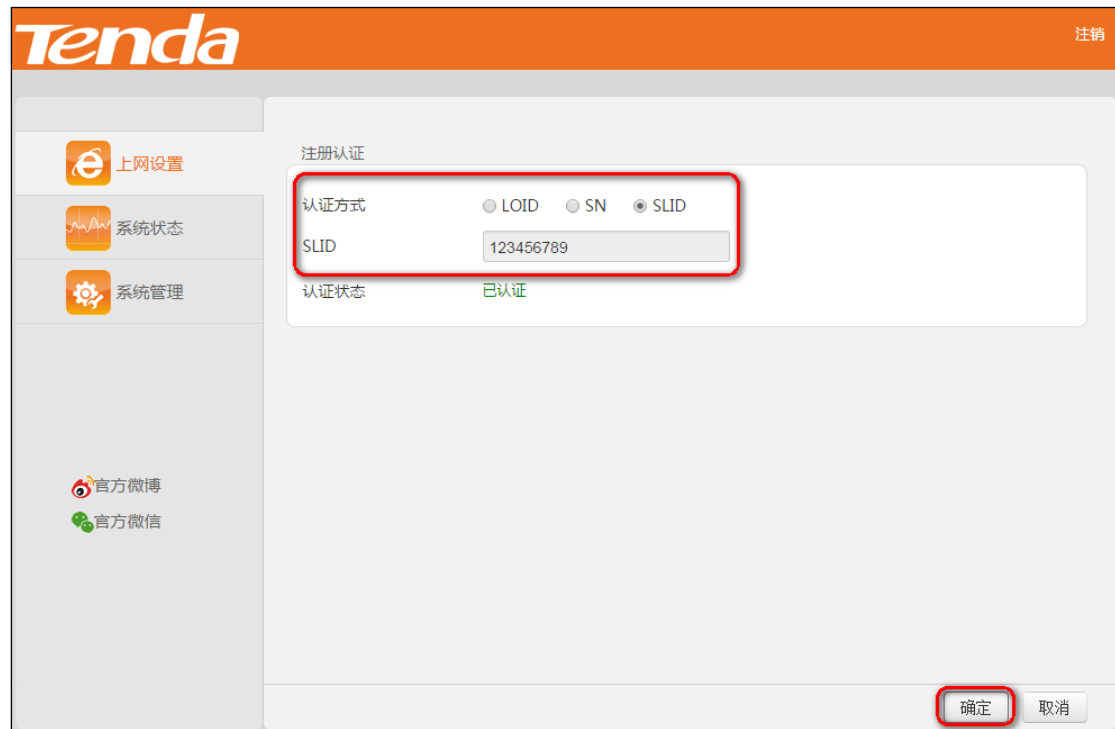 Tenda
注销
上网设置
系统状态
系统管理
官方微博
官方微信
注册认证
认证方式 LOID SN SLID
SLID 123456789
认证状态 已认证
确定 取消